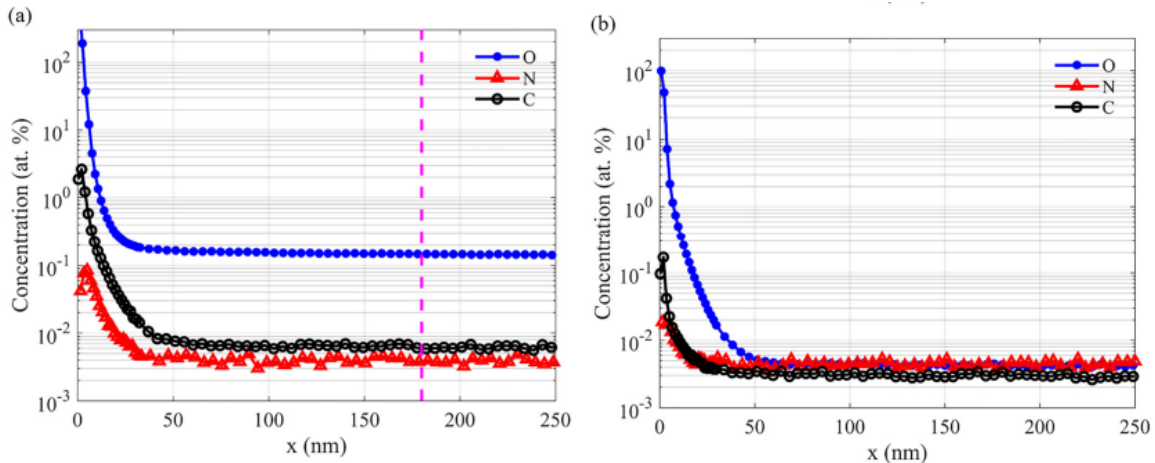 (a)
Concentration (at. %)
10^2
10^1
10^0
10^-1
10^-2
10^-3
O
N
C
0 50 100 150 200 250
x (nm)
(b)
Concentration (at. %)
10^2
10^1
10^0
10^-1
10^-2
10^-3
O
N
C
0 50 100 150 200 250
x (nm)